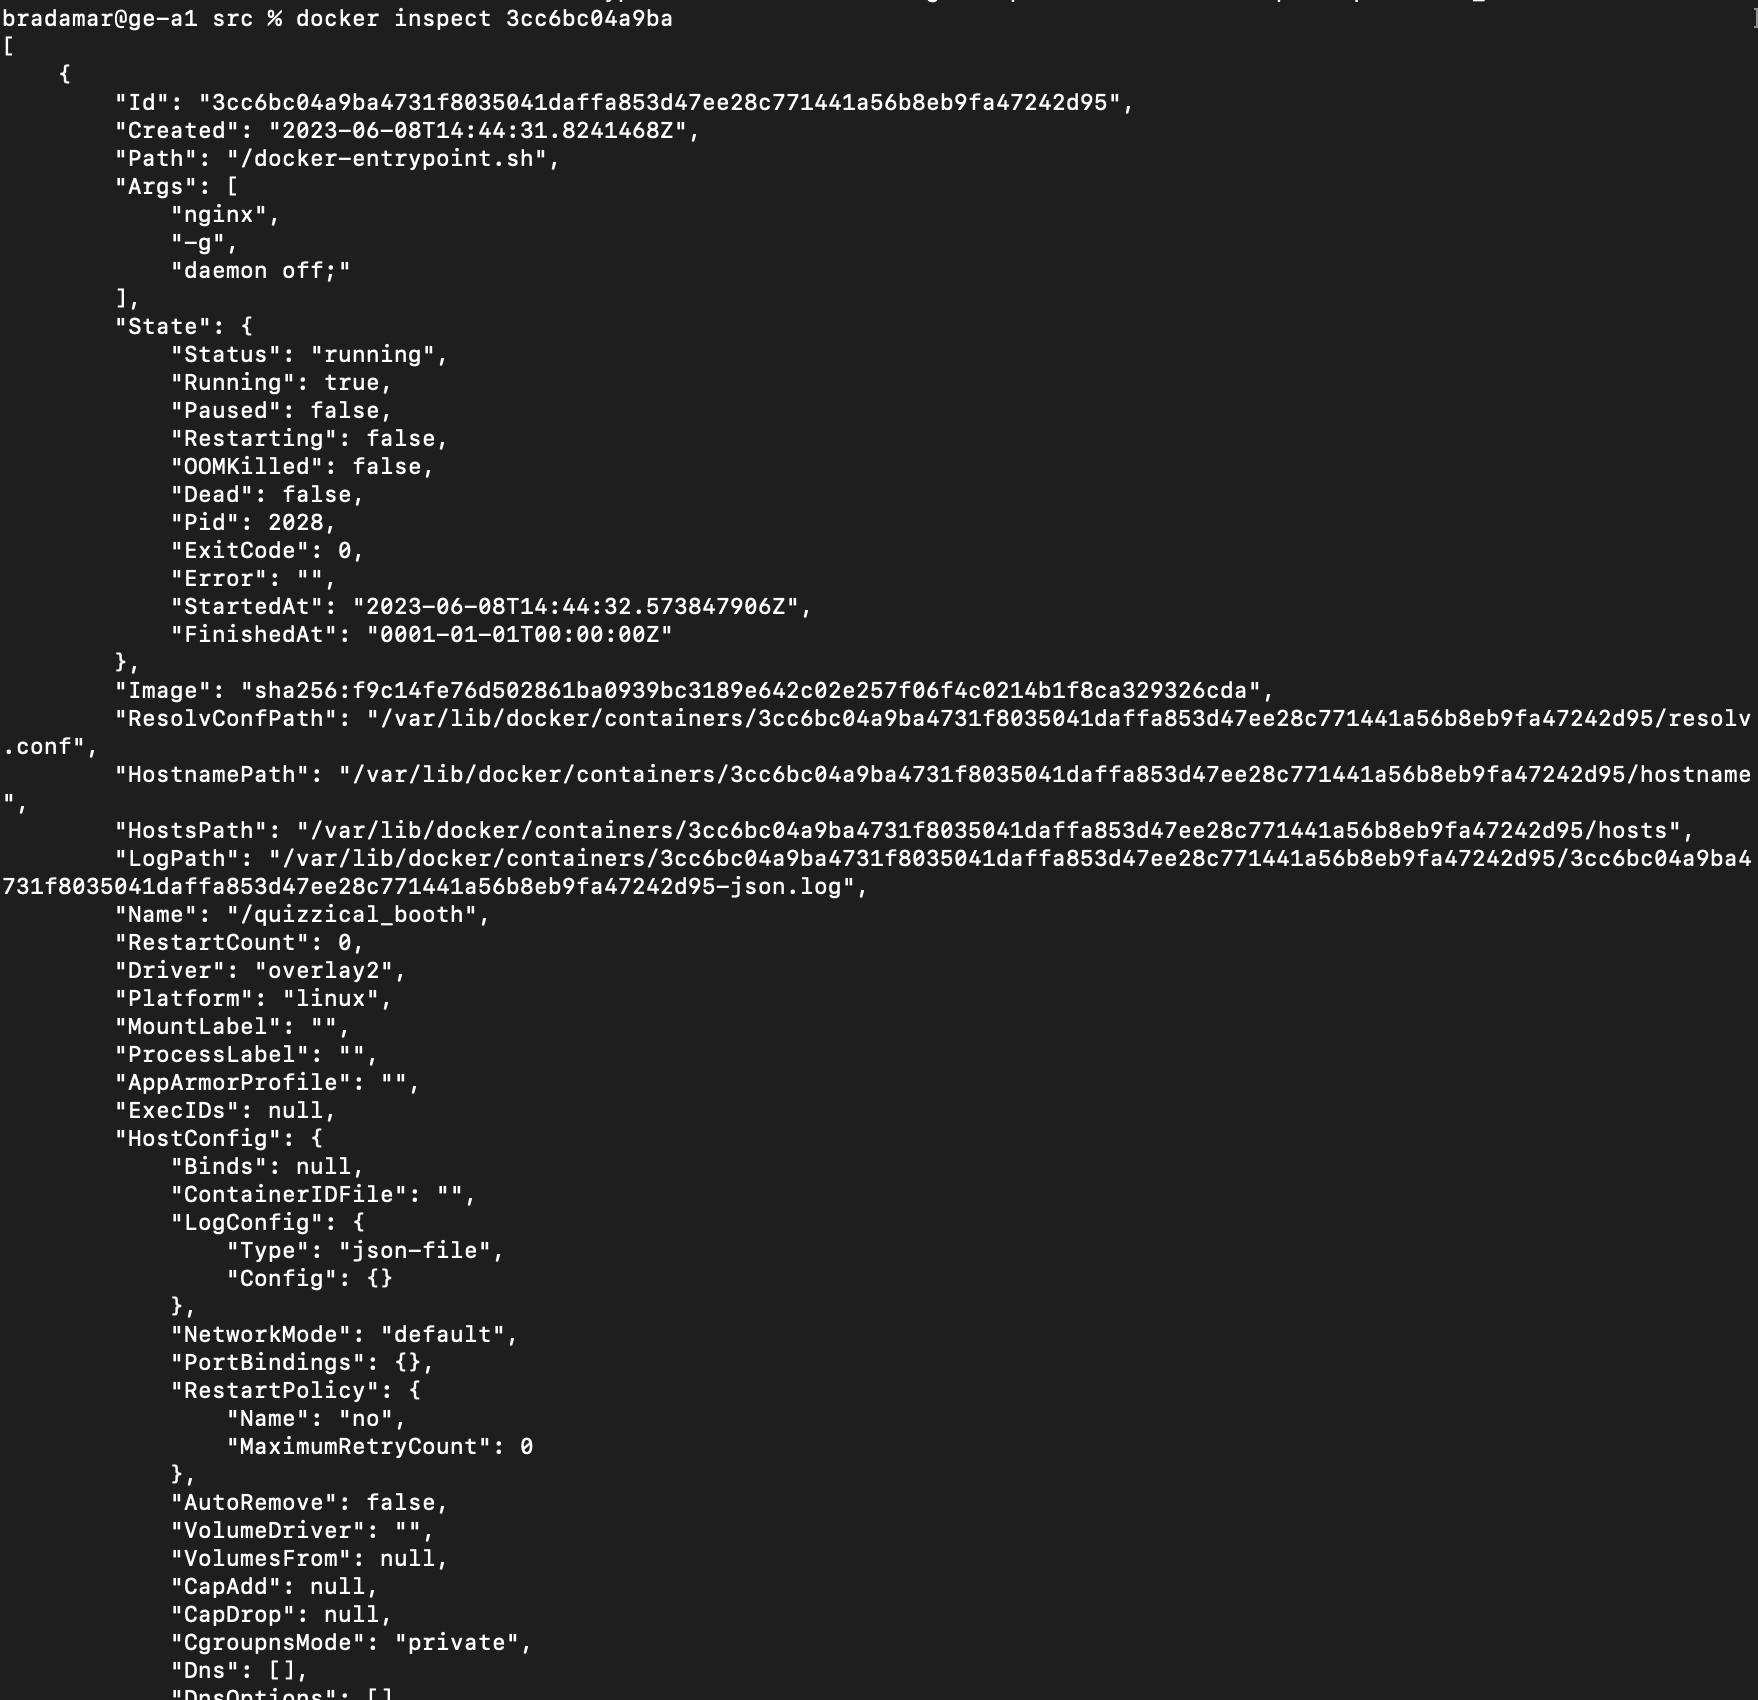 bradamar@ge-a1 src % docker inspect 3cc6bc04a9ba
[
    {
        "Id": "3cc6bc04a9ba4731f8035041daffa853d47ee28c771441a56b8eb9fa47242d95",
        "Created": "2023-06-08T14:44:31.8241468Z",
        "Path": "/docker-entrypoint.sh",
        "Args": [
            "nginx",
            "-g",
            "daemon off;"
        ],
        "State": {
            "Status": "running",
            "Running": true,
            "Paused": false,
            "Restarting": false,
            "OOMKilled": false,
            "Dead": false,
            "Pid": 2028,
            "ExitCode": 0,
            "Error": "",
            "StartedAt": "2023-06-08T14:44:32.573847906Z",
            "FinishedAt": "0001-01-01T00:00:00Z"
        },
        "Image": "sha256:f9c14fe76d502861ba0939bc3189e642c02e257f06f4c0214b1f8ca329326cda",
        "ResolvConfPath": "/var/lib/docker/containers/3cc6bc04a9ba4731f8035041daffa853d47ee28c771441a56b8eb9fa47242d95/resolv
.conf",
        "HostnamePath": "/var/lib/docker/containers/3cc6bc04a9ba4731f8035041daffa853d47ee28c771441a56b8eb9fa47242d95/hostname
",
        "HostsPath": "/var/lib/docker/containers/3cc6bc04a9ba4731f8035041daffa853d47ee28c771441a56b8eb9fa47242d95/hosts",
        "LogPath": "/var/lib/docker/containers/3cc6bc04a9ba4731f8035041daffa853d47ee28c771441a56b8eb9fa47242d95/3cc6bc04a9ba4
731f8035041daffa853d47ee28c771441a56b8eb9fa47242d95-json.log",
        "Name": "/quizzical_booth",
        "RestartCount": 0,
        "Driver": "overlay2",
        "Platform": "linux",
        "MountLabel": "",
        "ProcessLabel": "",
        "AppArmorProfile": "",
        "ExecIDs": null,
        "HostConfig": {
            "Binds": null,
            "ContainerIDFile": "",
            "LogConfig": {
                "Type": "json-file",
                "Config": {}
            },
            "NetworkMode": "default",
            "PortBindings": {},
            "RestartPolicy": {
                "Name": "no",
                "MaximumRetryCount": 0
            },
            "AutoRemove": false,
            "VolumeDriver": "",
            "VolumesFrom": null,
            "CapAdd": null,
            "CapDrop": null,
            "CgroupnsMode": "private",
            "Dns": [],
            "DnsOptions": [],